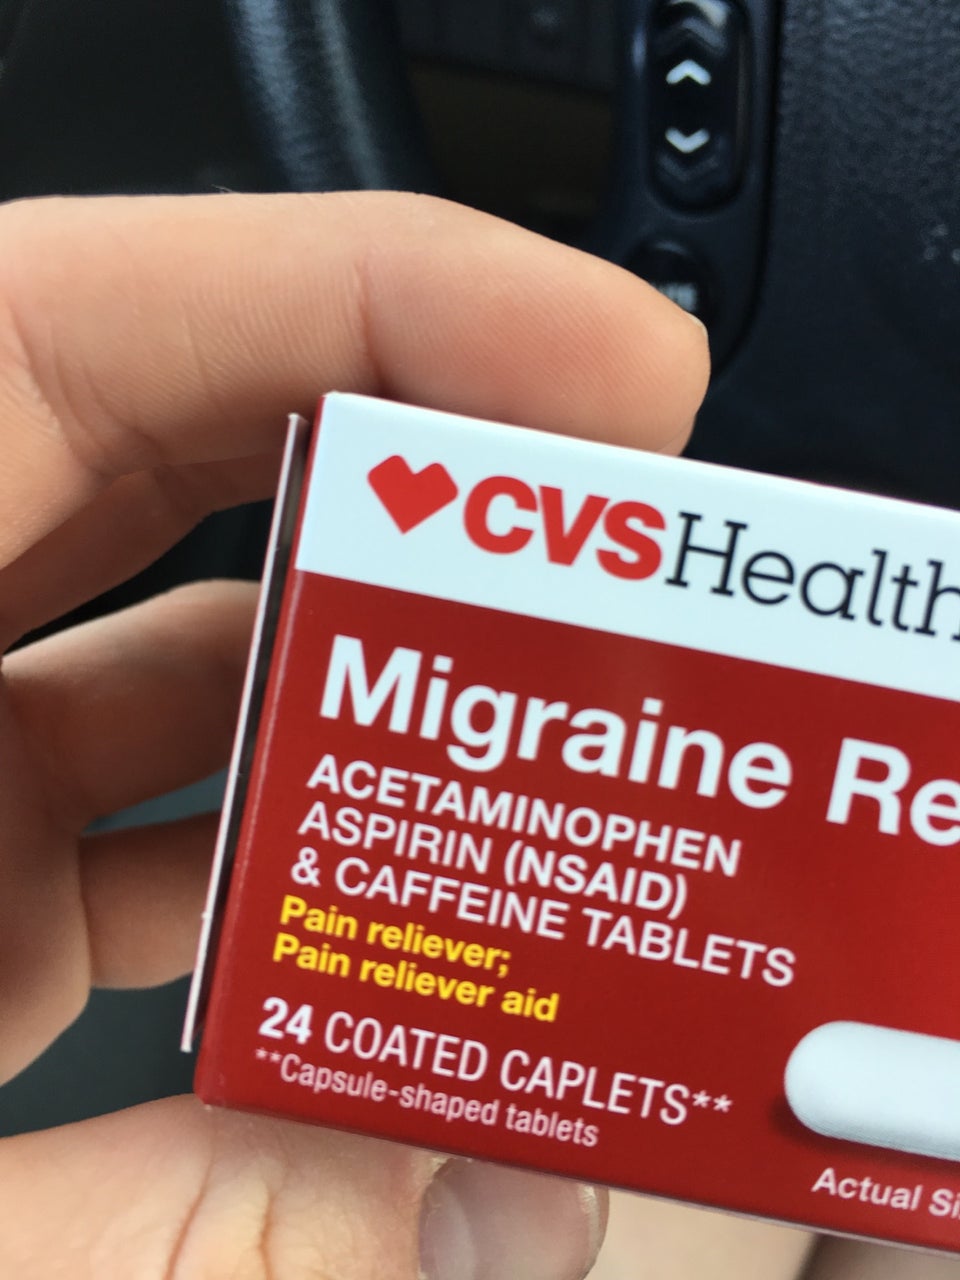 CVSHealth
Migraine Re
ACETAMINOPHEN
ASPIRIN (NSAID)
& CAFFEINE TABLETS
Pain reliever;
Pain reliever aid
24 COATED CAPLETS**
**Capsule-shaped tablets
Actual Si